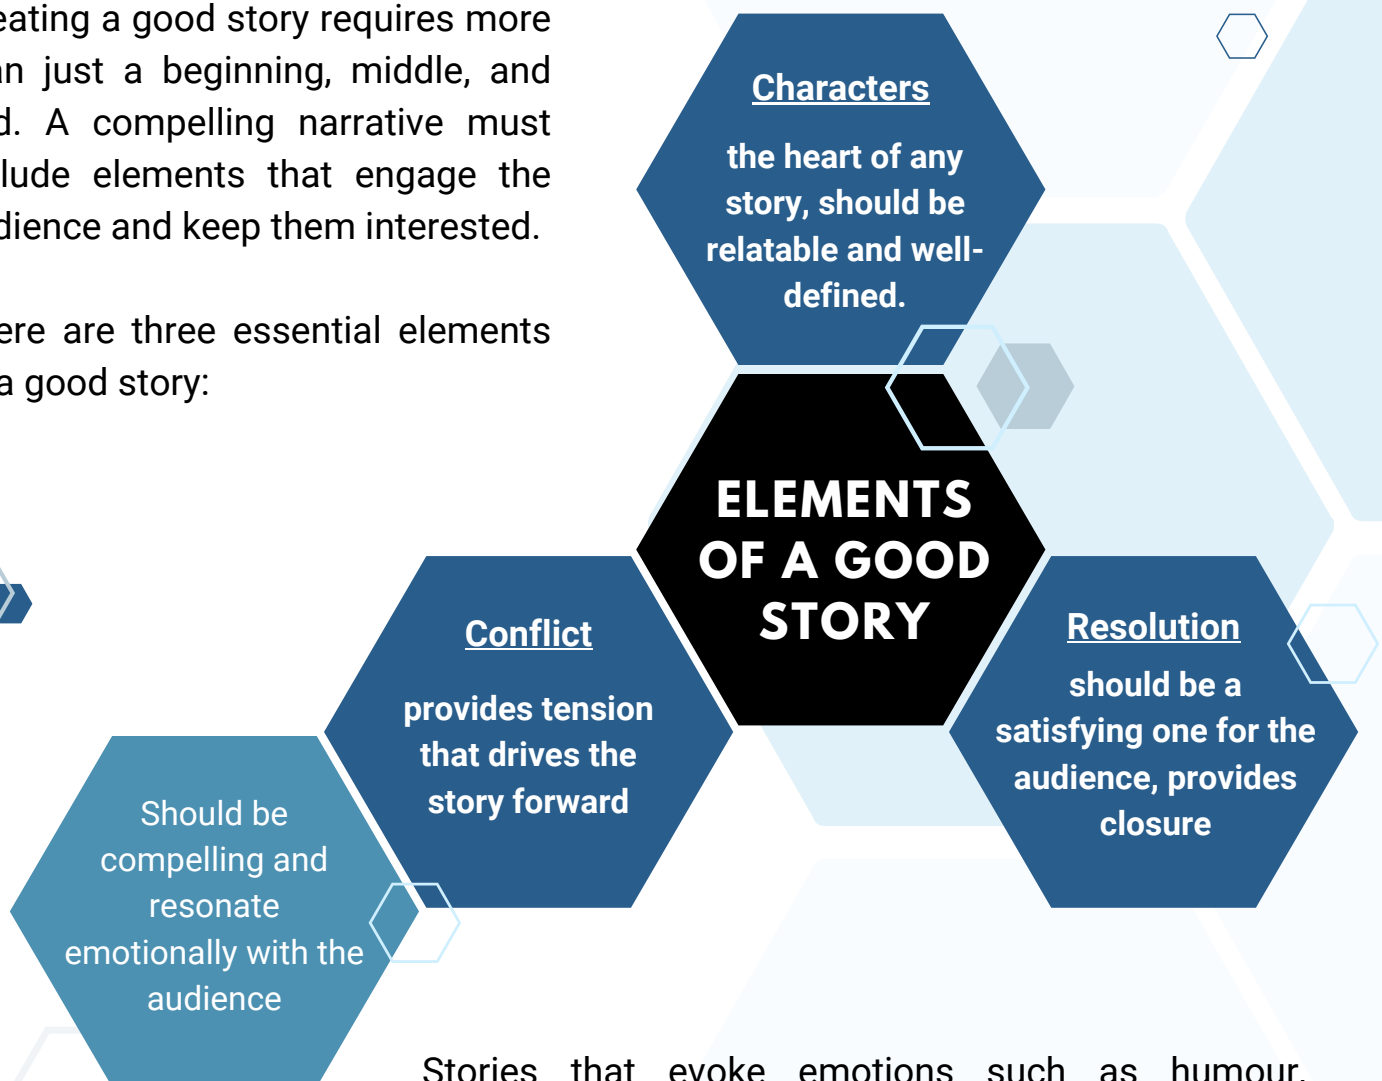 eating a good story requires more
an just a beginning, middle, and
d. A compelling narrative must
lude elements that engage the
dience and keep them interested.
ere are three essential elements
a good story:
Characters
the heart of any
story, should be
relatable and well-
defined.
ELEMENTS
OF A GOOD
STORY
Conflict
provides tension
that drives the
story forward
Resolution
should be a
satisfying one for the
audience, provides
closure
Should be
compelling and
resonate
emotionally with the
audience
Stories that evoke emotions such as humour,